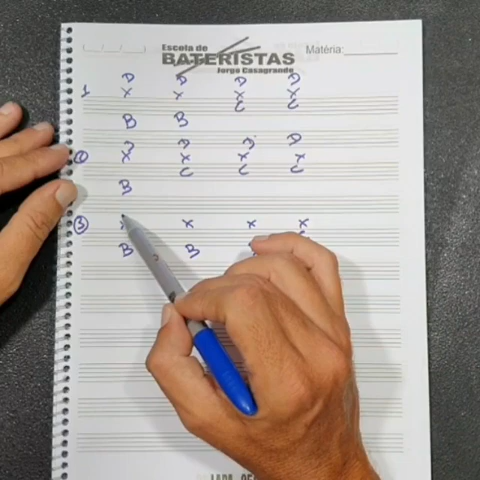 Escola de
BATERISTAS
Jorge Casagrande
Matéria:
D D D D
1 x x x x
C C
B B
D D D D
2 x x x x
C C C
B
3 x x x x
B B